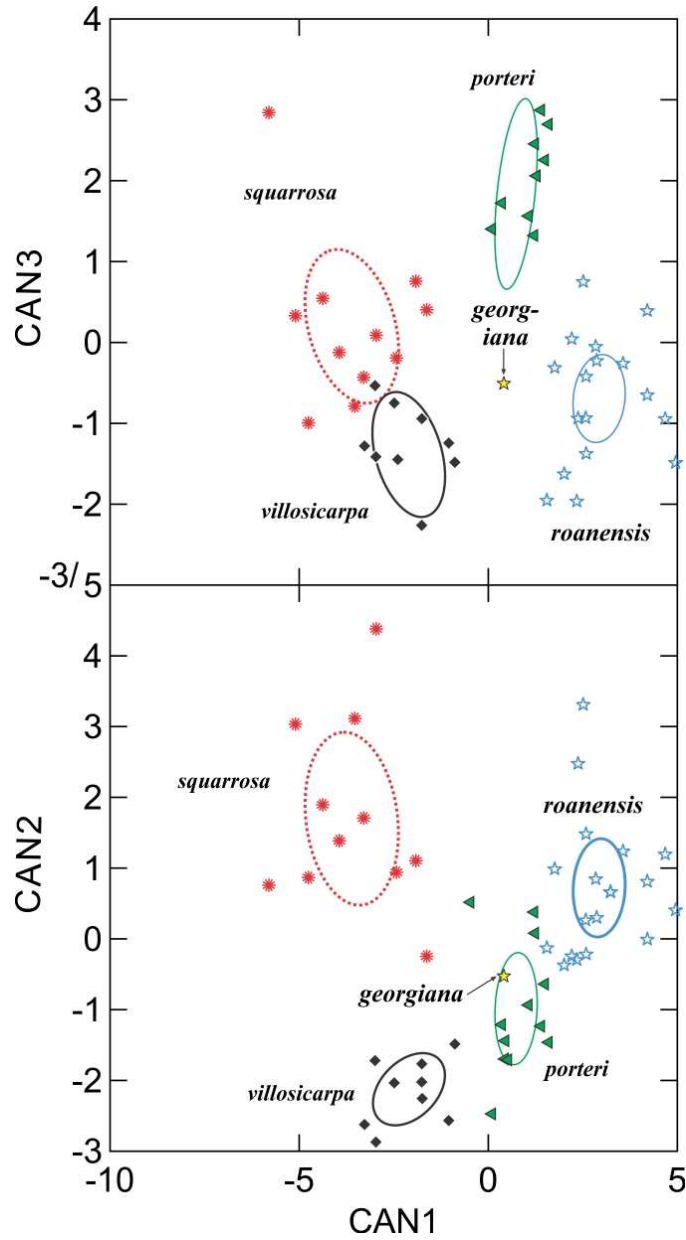 4
porteri
3
2
squarrosa
1
georg-
iana
CAN3
0
-1
-2
villosicarpa
roanensis
-3/
5
4
3
squarrosa
roanensis
2
CAN2
1
0
georgiana
-1
porteri
villosicarpa
-2
-3
-10
-5
0
5
CAN1